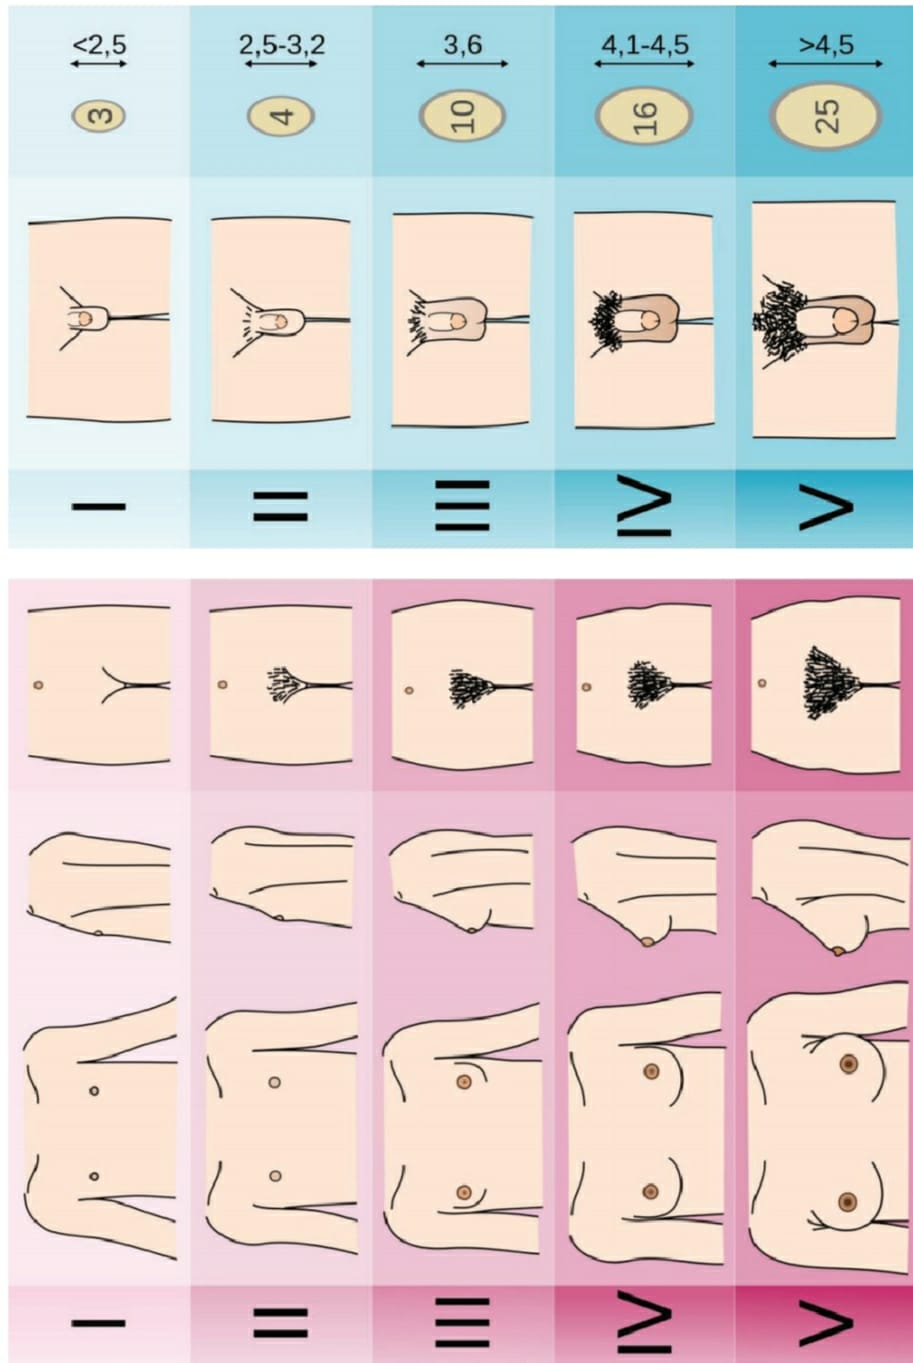 <2,5 2,5-3,2 3,6 4,1-4,5 >4,5
3 4 10 16 25
I II III IV V
I II III IV V